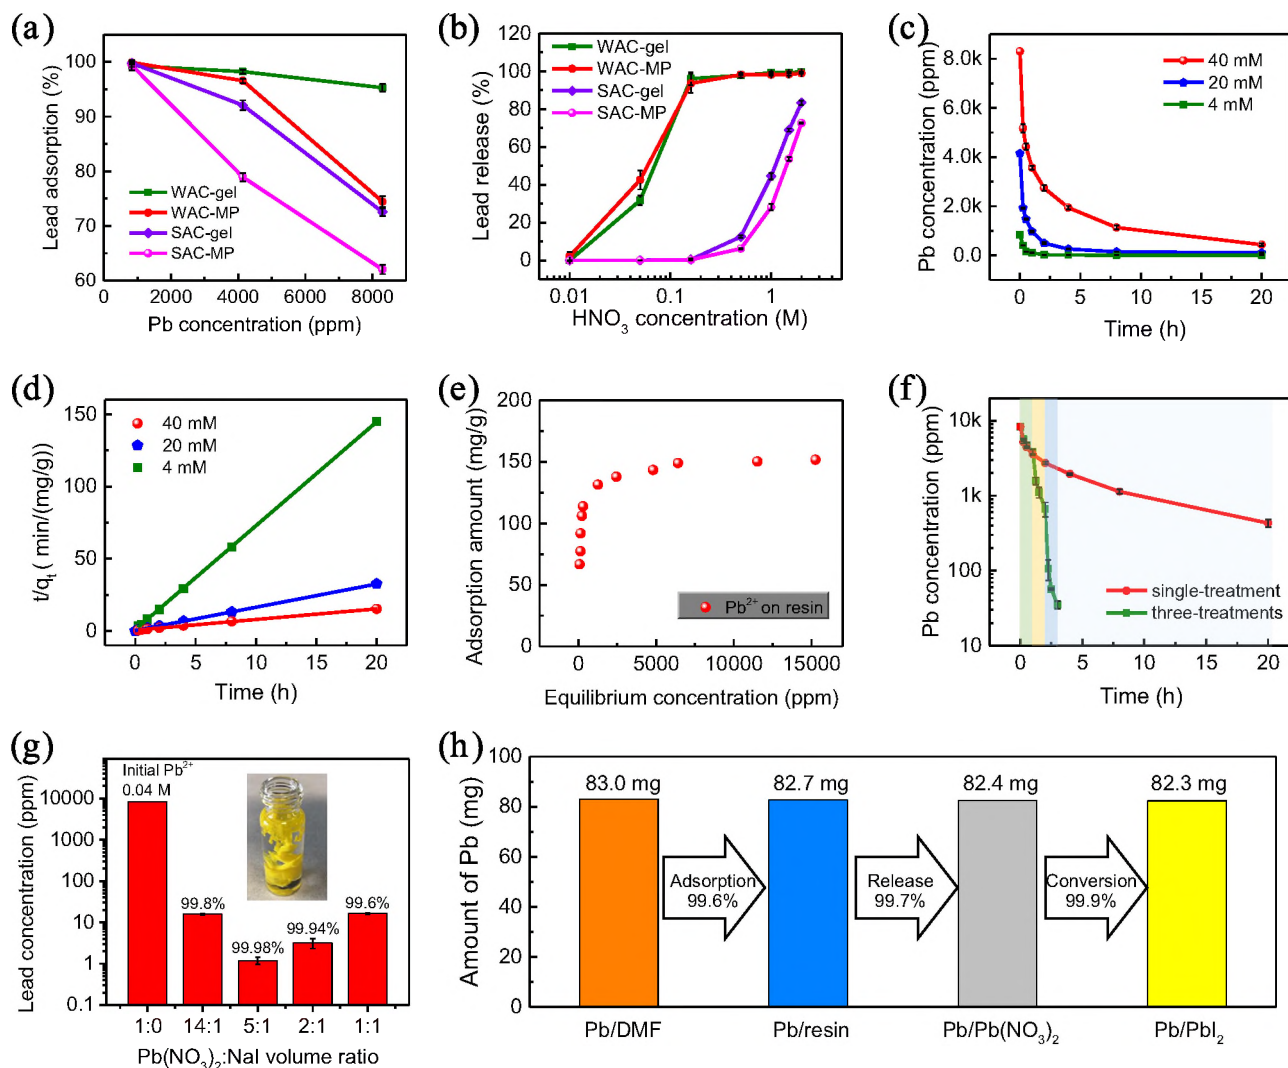 (a)
Lead adsorption (%)
100
90
80
70
60
WAC-gel
WAC-MP
SAC-gel
SAC-MP
0
2000
4000
6000
8000
Pb concentration (ppm)
(b)
Lead release (%)
120
100
80
60
40
20
0
WAC-gel
WAC-MP
SAC-gel
SAC-MP
0.01
0.1
1
HNO₃ concentration (M)
(c)
Pb concentration (ppm)
8.0k
6.0k
4.0k
2.0k
0.0
40 mM
20 mM
4 mM
0
5
10
15
20
Time (h)
(d)
t/qₜ ( min/(mg/g))
150
100
50
0
40 mM
20 mM
4 mM
0
5
10
15
20
Time (h)
(e)
Adsorption amount (mg/g)
200
150
100
50
0
Pb²⁺ on resin
0
5000
10000
15000
Equilibrium concentration (ppm)
(f)
Pb concentration (ppm)
10k
1k
100
10
single-treatment
three-treatments
0
5
10
15
20
Time (h)
(g)
Lead concentration (ppm)
10000
1000
100
10
1
0.1
Initial Pb²⁺
0.04 M
99.8%
99.98%
99.94%
99.6%
1:0
14:1
5:1
2:1
1:1
Pb(NO₃)₂:NaI volume ratio
(h)
Amount of Pb (mg)
100
80
60
40
20
0
83.0 mg
82.7 mg
82.4 mg
82.3 mg
Adsorption
99.6%
Release
99.7%
Conversion
99.9%
Pb/DMF
Pb/resin
Pb/Pb(NO₃)₂
Pb/PbI₂